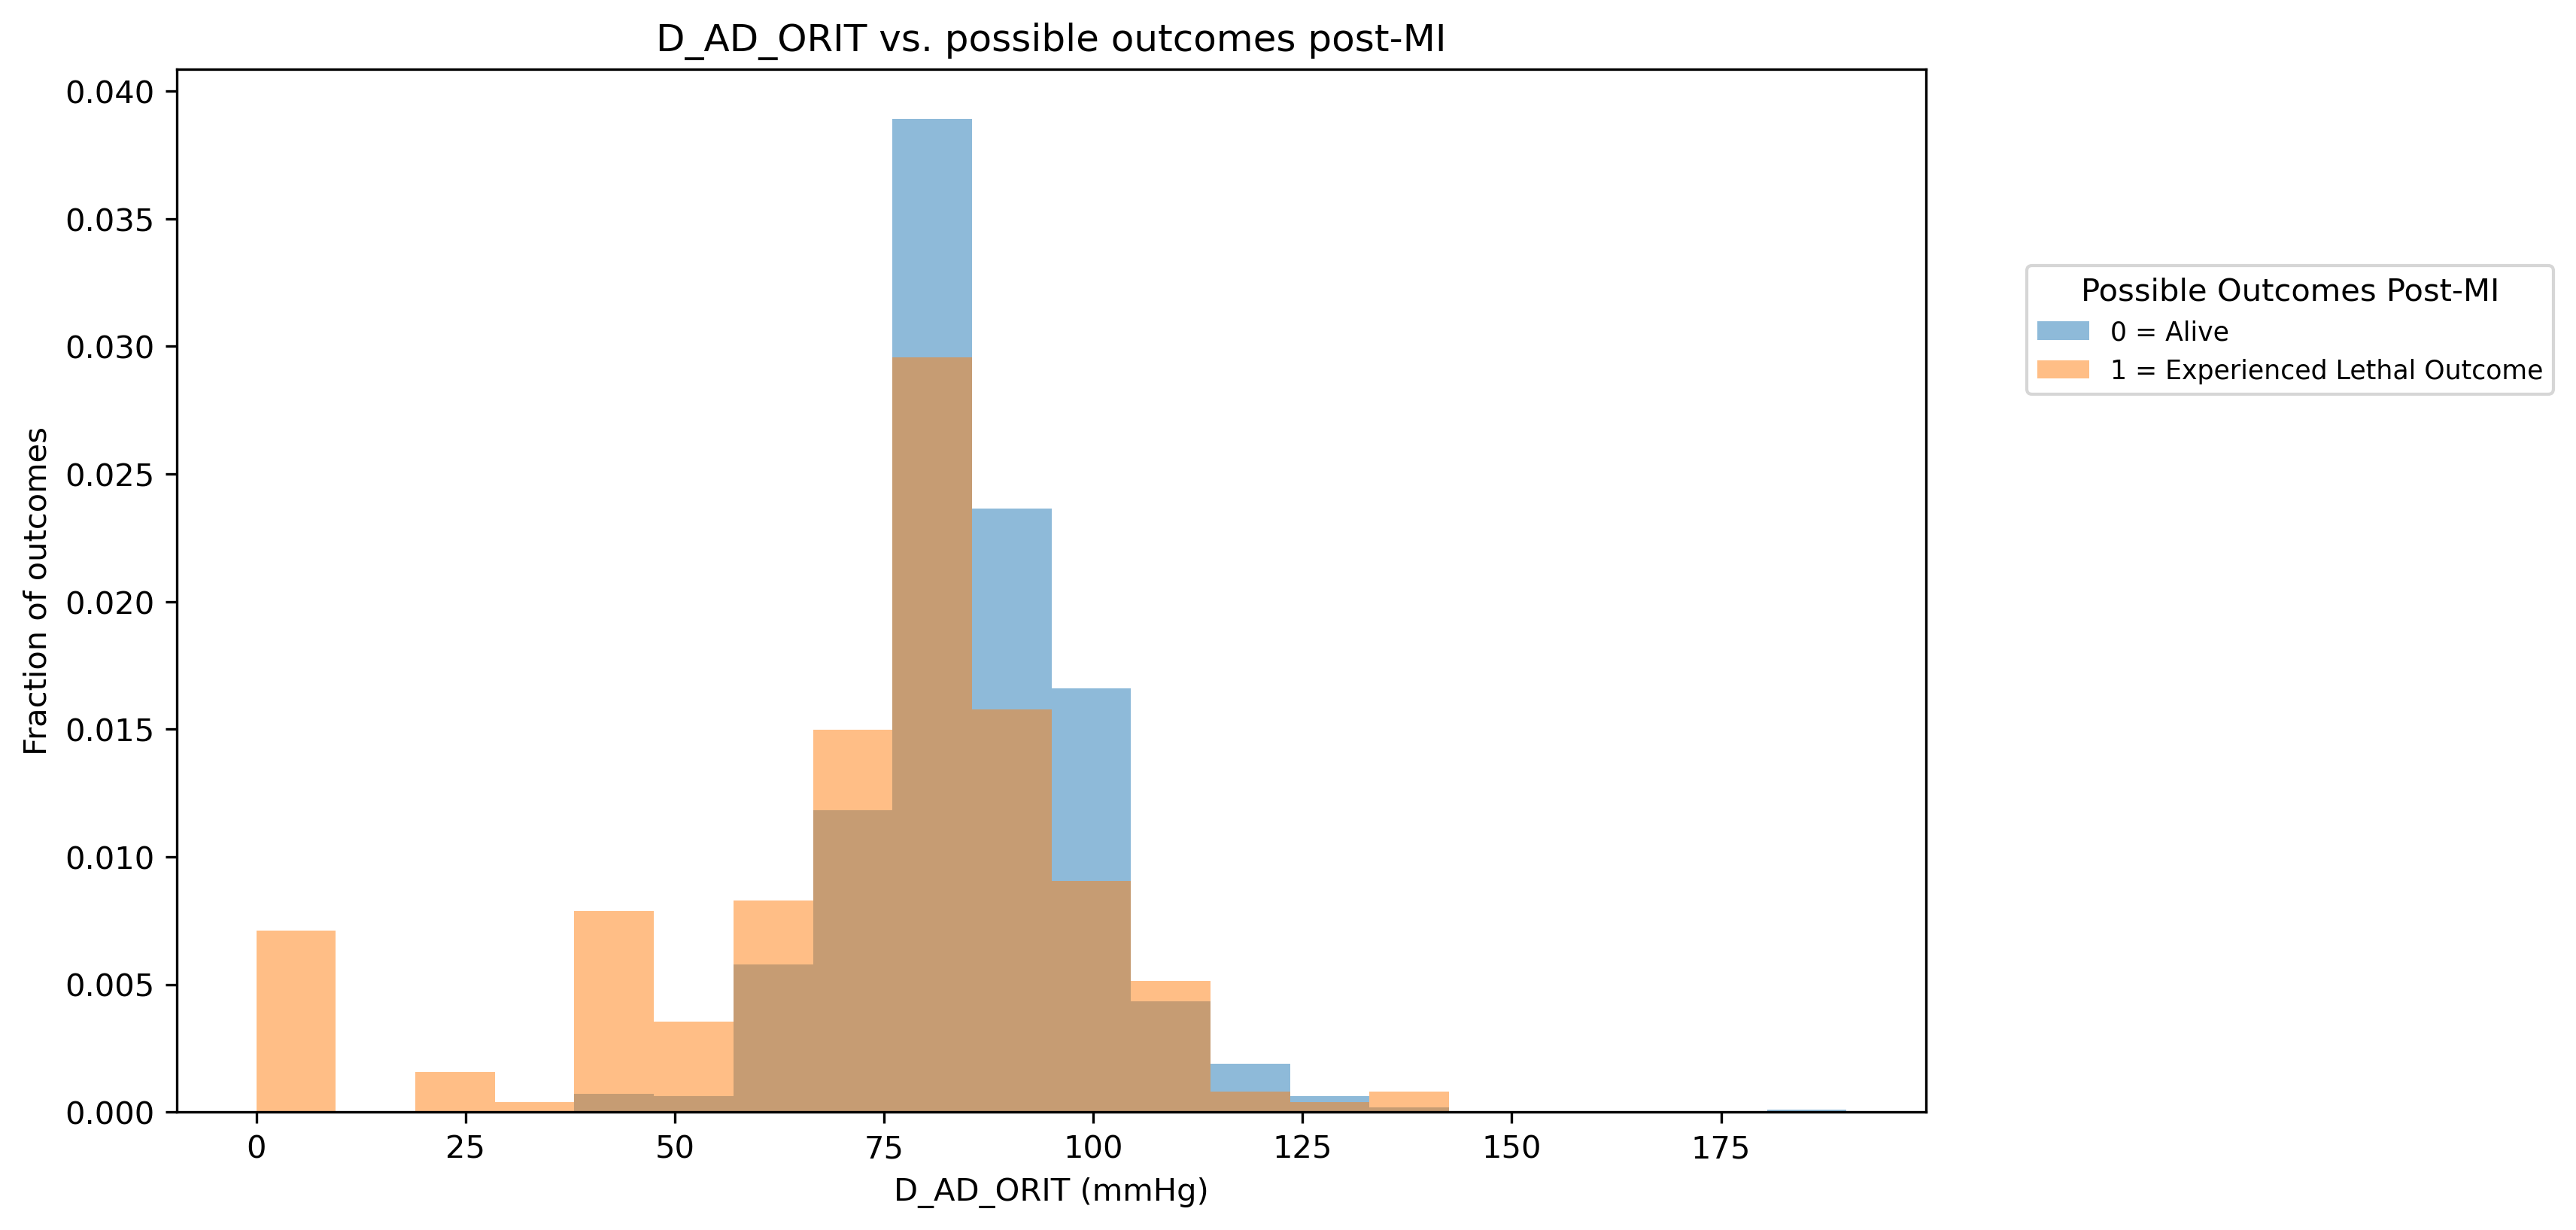 D_AD_ORIT vs. possible outcomes post-MI
0.040
0.035
0.030
0.025
0.020
0.015
0.010
0.005
0.000
Fraction of outcomes
0 25 50 75 100 125 150 175
D_AD_ORIT (mmHg)
Possible Outcomes Post-MI
0 = Alive
1 = Experienced Lethal Outcome